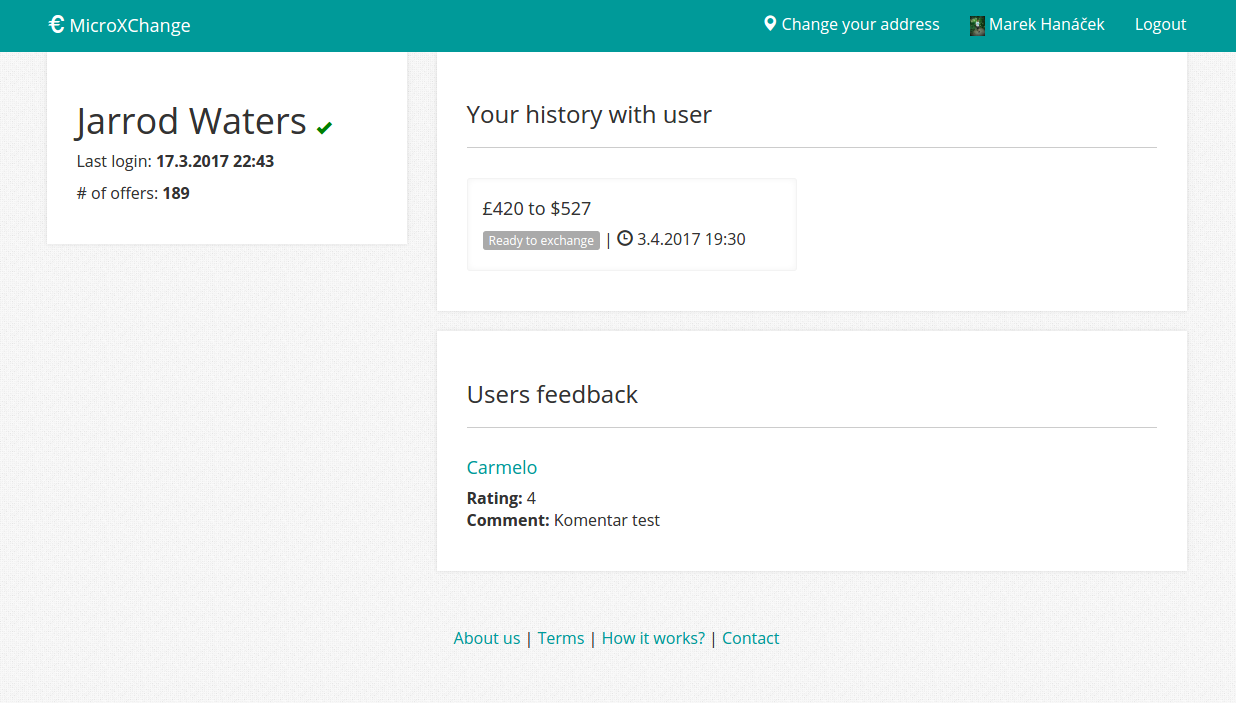 € MicroXChange
Change your address
Marek Hanáček
Logout
Jarrod Waters
Last login: 17.3.2017 22:43
# of offers: 189
Your history with user
£420 to $527
Ready to exchange | 3.4.2017 19:30
Users feedback
Carmelo
Rating: 4
Comment: Komentar test
About us | Terms | How it works? | Contact